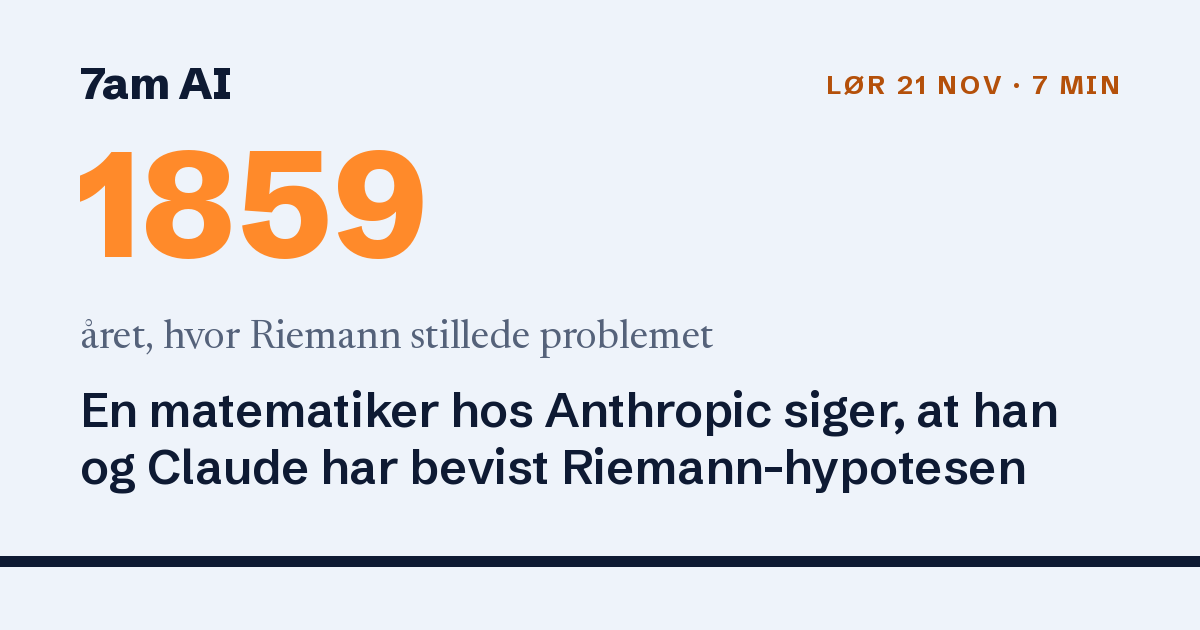 7am AI
LØR 21 NOV · 7 MIN
1859
året, hvor Riemann stillede problemet
En matematiker hos Anthropic siger, at han
og Claude har bevist Riemann-hypotesen